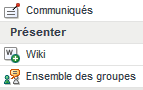 Communiqués
Présenter
Wiki
Ensemble des groupes